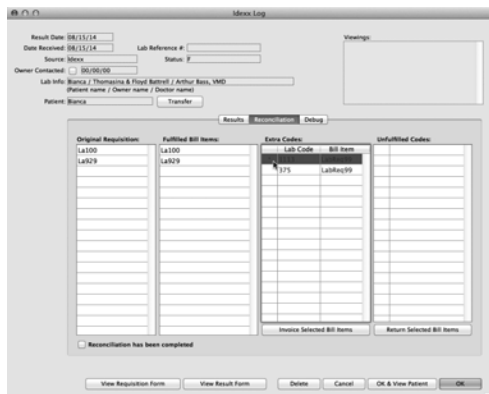 Idexx Log
Result Date: 08/15/14
Viewings:
Date Received: 08/15/14 Lab Reference #:
Source: Idexx Status: F
Owner Contacted: 00/00/00
Lab Info: Bianca / Thomasina & Floyd Battrell / Arthur Bass, VMD
(Patient name / Owner name / Doctor name)
Patient: Bianca Transfer
Results Reconciliation Debug
Original Requisition: Fulfilled Bill Items: Extra Codes: Unfulfilled Codes:
Lab Code Bill Item
La100 La100
La929 La929 375 LabReq99
Invoice Selected Bill Items Return Selected Bill Items
Reconciliation has been completed
View Requisition Form View Result Form Delete Cancel OK & View Patient OK